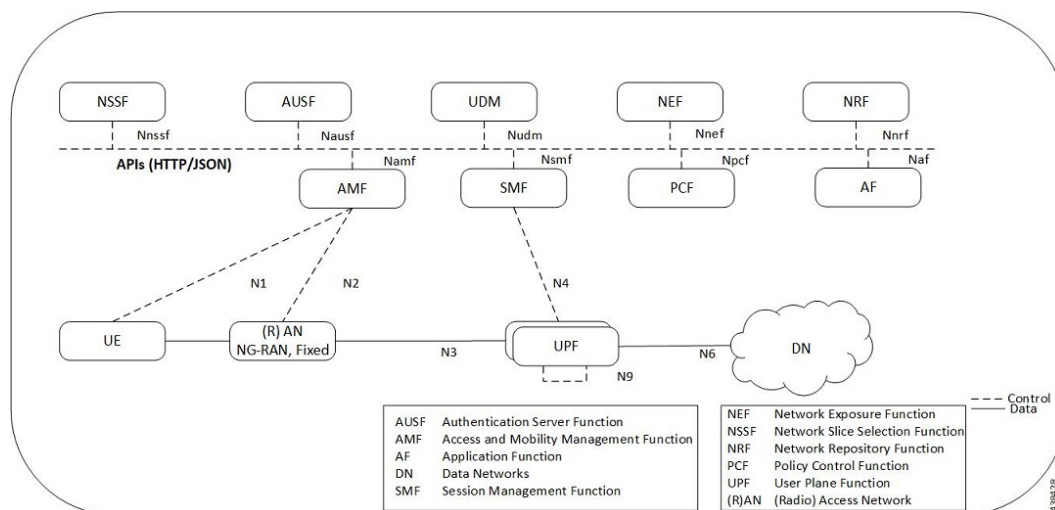 NSSF
AUSF
UDM
NEF
NRF
Nnssf
Nausf
Nudm
Nnef
Nnrf
APIs (HTTP/JSON)
Namf
Nsmf
Npcf
Naf
AMF
SMF
PCF
AF
N1
N2
N4
UE
(R) AN
NG-RAN, Fixed
N3
UPF
N6
DN
N9
Control
Data
AUSF Authentication Server Function
AMF Access and Mobility Management Function
AF Application Function
DN Data Networks
SMF Session Management Function
NEF Network Exposure Function
NSSF Network Slice Selection Function
NRF Network Repository Function
PCF Policy Control Function
UPF User Plane Function
(R)AN (Radio) Access Network